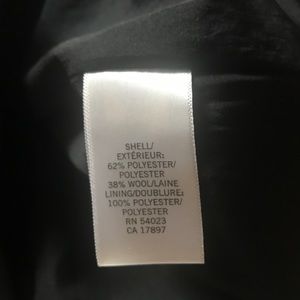 SHELL/
EXTÉRIEUR:
62% POLYESTER/
POLYESTER
38% WOOL/LAINE
LINING/DOUBLURE:
100% POLYESTER/
POLYESTER
RN 54023
CA 17897